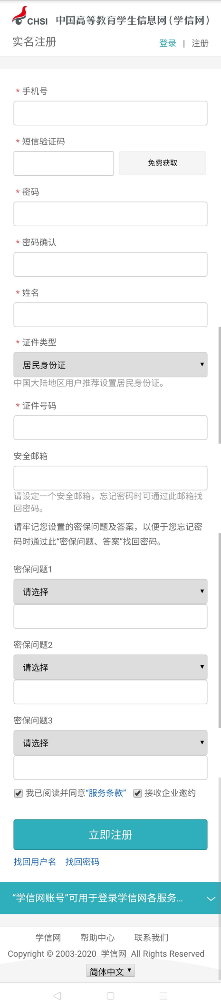 CHSI 中国高等教育学生信息网(学信网)
实名注册
登录 | 注册
* 手机号
* 短信验证码
免费获取
* 密码
* 密码确认
* 姓名
* 证件类型
居民身份证
中国大陆地区用户推荐设置居民身份证。
* 证件号码
安全邮箱
请设定一个安全邮箱，忘记密码时可通过此邮箱找
回密码。
请牢记您设置的密保问题及答案，以便于您忘记密
码时通过此“密保问题、答案”找回密码。
密保问题1
请选择
密保问题2
请选择
密保问题3
请选择
我已阅读并同意“服务条款” 接收企业邀约
立即注册
找回用户名 找回密码
“学信网账号”可用于登录学信网各服务...
学信网 帮助中心 联系我们
Copyright © 2003-2020 学信网 All Rights Reserved
简体中文